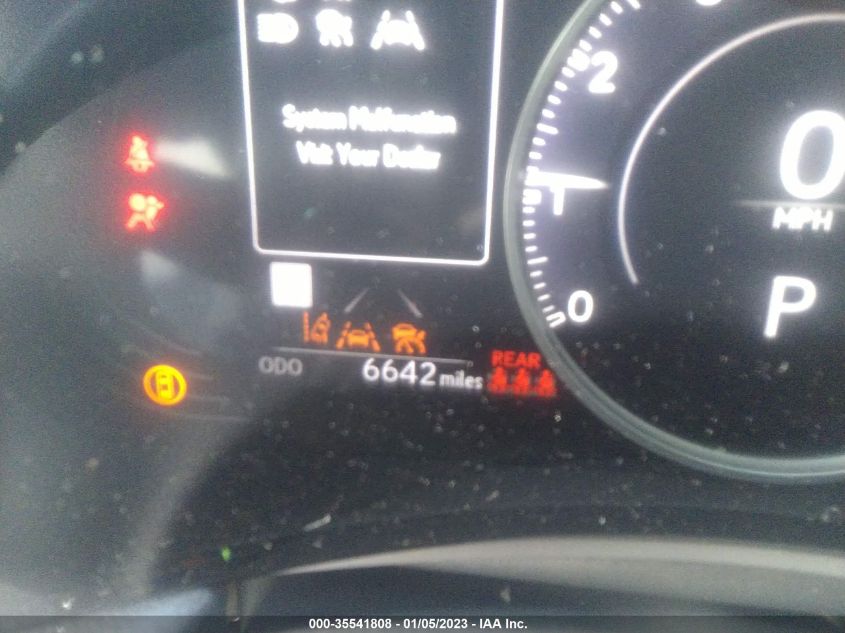 System Malfunction
Visit Your Dealer
2
1
0
0
MPH
P
REAR
ODO 6642 miles
000-35541808 - 01/05/2023 - IAA Inc.